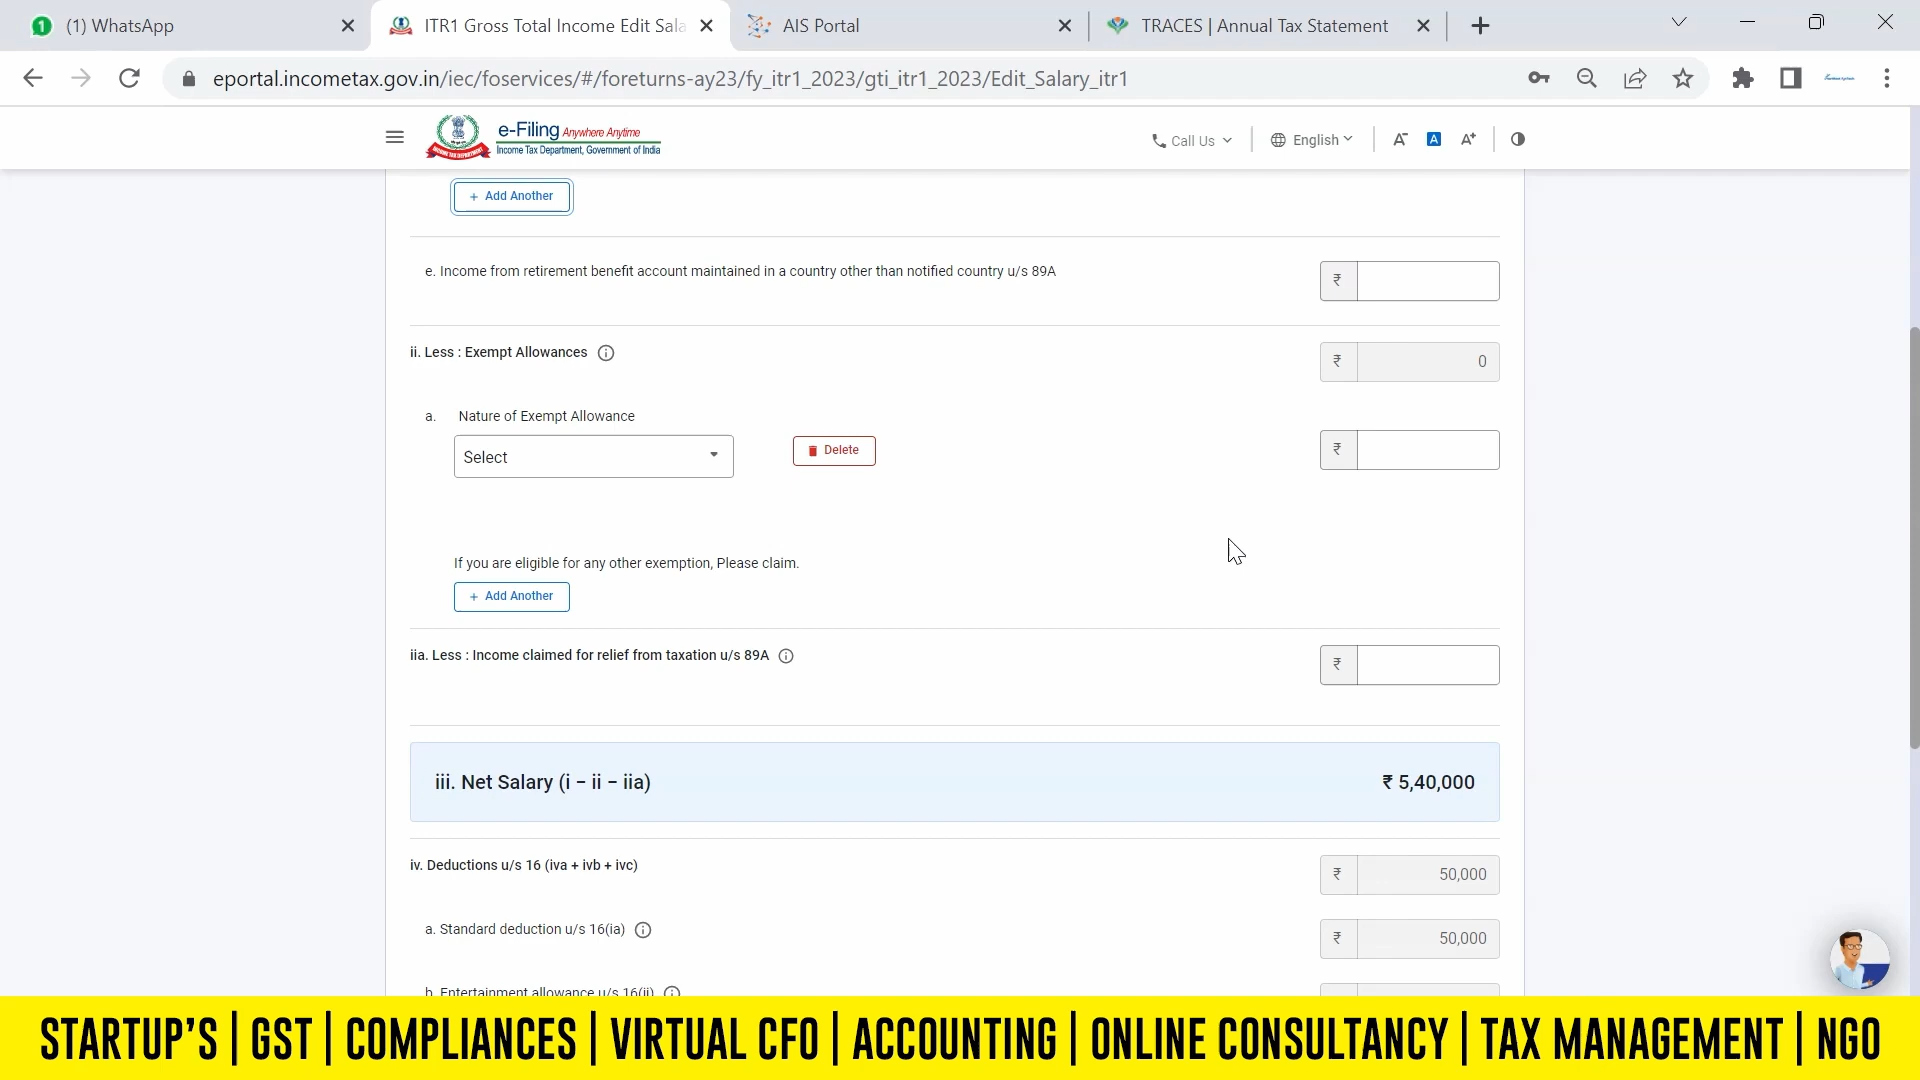 1 (1) WhatsApp
ITR1 Gross Total Income Edit Sala
AIS Portal
TRACES | Annual Tax Statement
eportal.incometax.gov.in/iec/foservices/#/foreturns-ay23/fy_itr1_2023/gti_itr1_2023/Edit_Salary_itr1
e-Filing Anywhere Anytime
Income Tax Department, Government of India
Call Us
English
A- A A+
+ Add Another
e. Income from retirement benefit account maintained in a country other than notified country u/s 89A
₹
ii. Less : Exempt Allowances
₹ 0
a. Nature of Exempt Allowance
Select
Delete
₹
If you are eligible for any other exemption, Please claim.
+ Add Another
iia. Less : Income claimed for relief from taxation u/s 89A
₹
iii. Net Salary (i − ii − iia) ₹ 5,40,000
iv. Deductions u/s 16 (iva + ivb + ivc)
₹ 50,000
a. Standard deduction u/s 16(ia)
₹ 50,000
b. Entertainment allowance u/s 16(ii)
STARTUP'S | GST | COMPLIANCES | VIRTUAL CFO | ACCOUNTING | ONLINE CONSULTANCY | TAX MANAGEMENT | NGO